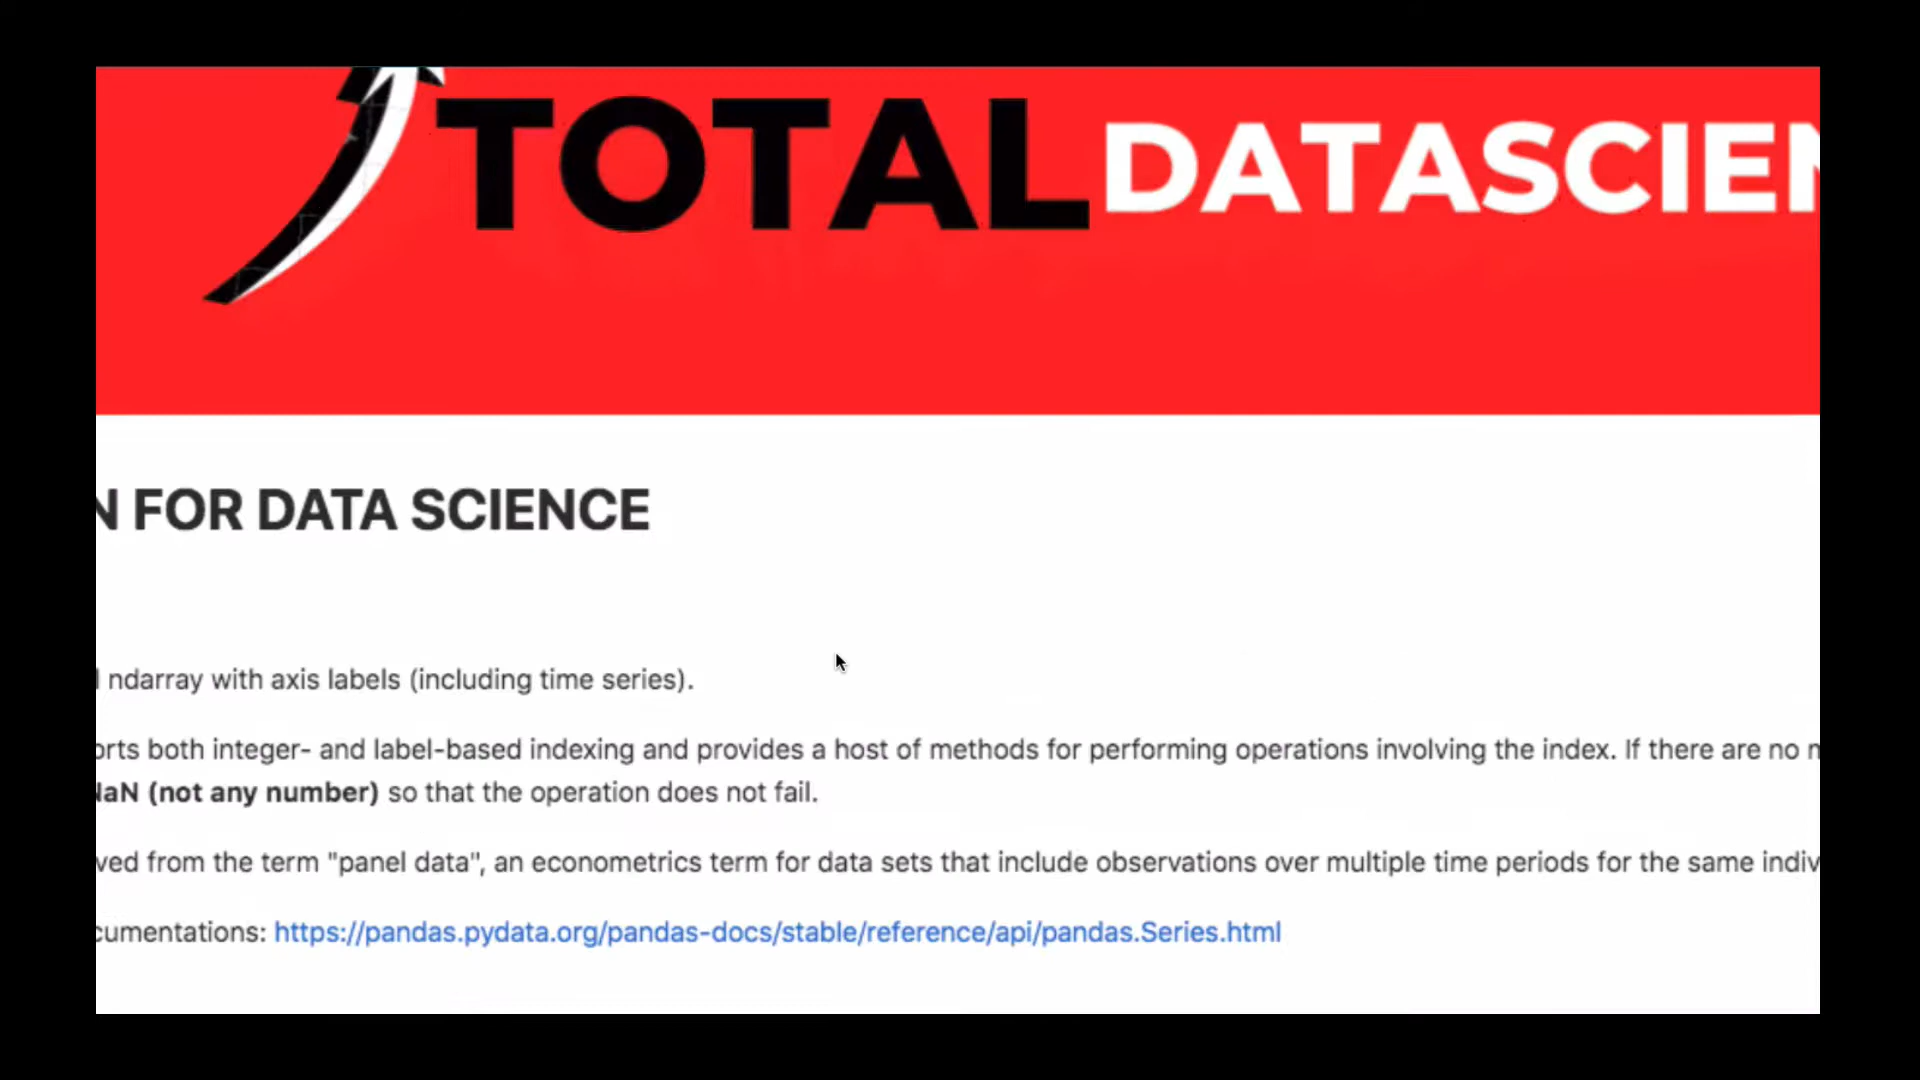 TOTAL DATASCIEN
N FOR DATA SCIENCE
ndarray with axis labels (including time series).
orts both integer- and label-based indexing and provides a host of methods for performing operations involving the index. If there are no
NaN (not any number) so that the operation does not fail.
ved from the term "panel data", an econometrics term for data sets that include observations over multiple time periods for the same indiv
cumentations: https://pandas.pydata.org/pandas-docs/stable/reference/api/pandas.Series.html